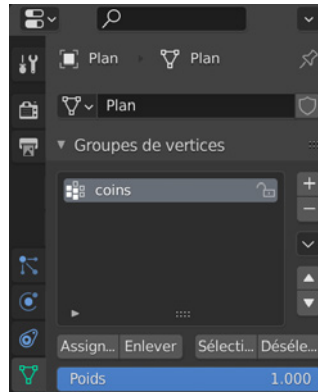 Plan Plan
Plan
Groupes de vertices
coins
Assign... Enlever Sélecti... Déséle...
Poids 1.000